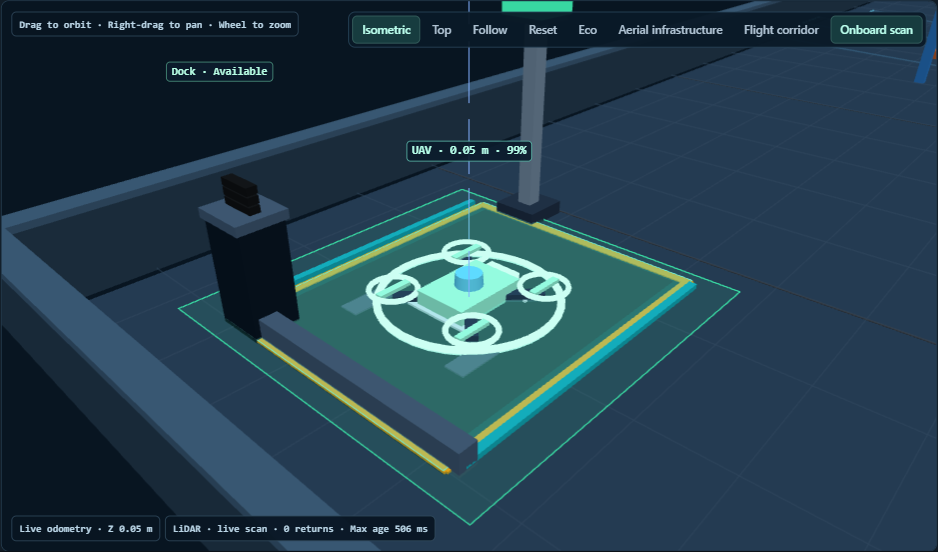 Drag to orbit · Right-drag to pan · Wheel to zoom
Isometric Top Follow Reset Eco Aerial infrastructure Flight corridor Onboard scan
Dock · Available
UAV · 0.05 m · 99%
Live odometry · Z 0.05 m
LiDAR · live scan · 0 returns · Max age 506 ms